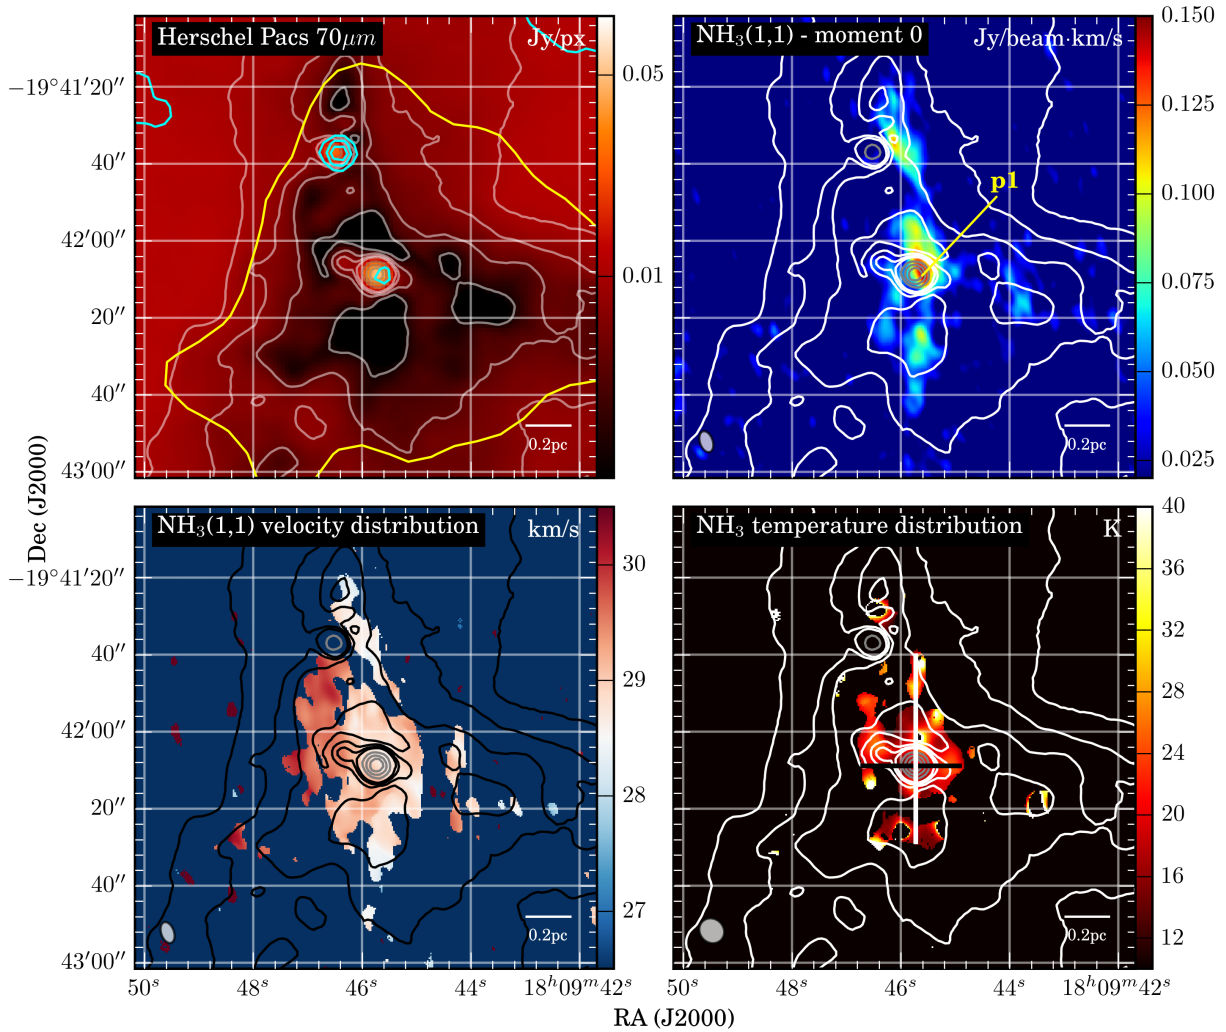 Herschel Pacs 70μm
Jy/px
0.05
0.01
−19°41′20″
40″
42′00″
20″
40″
43′00″
0.2pc
NH₃(1,1) - moment 0
Jy/beam·km/s
p1
0.150
0.125
0.100
0.075
0.050
0.025
0.2pc
Dec (J2000)
NH₃(1,1) velocity distribution
km/s
30
29
28
27
−19°41′20″
40″
42′00″
20″
40″
43′00″
0.2pc
50ˢ
48ˢ
46ˢ
44ˢ
18ʰ09ᵐ42ˢ
NH₃ temperature distribution
K
40
36
32
28
24
20
16
12
0.2pc
50ˢ
48ˢ
46ˢ
44ˢ
18ʰ09ᵐ42ˢ
RA (J2000)